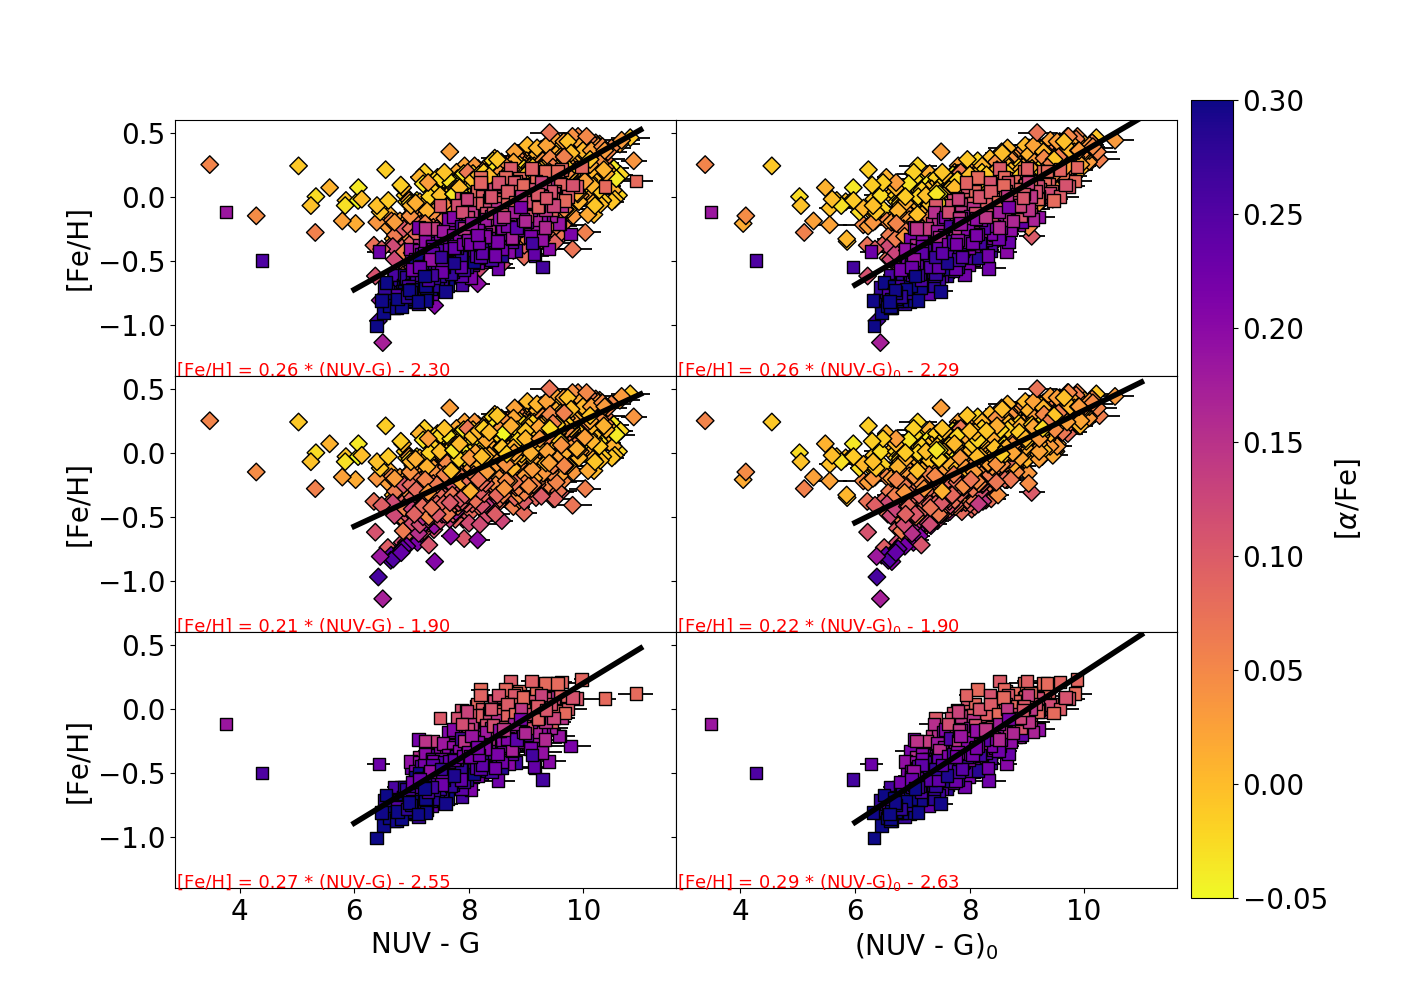 0.5
0.0
−0.5
−1.0
[Fe/H]
[Fe/H] = 0.26 * (NUV-G) - 2.30
[Fe/H] = 0.26 * (NUV-G)₀ - 2.29
0.5
0.0
−0.5
−1.0
[Fe/H]
[Fe/H] = 0.21 * (NUV-G) - 1.90
[Fe/H] = 0.22 * (NUV-G)₀ - 1.90
0.5
0.0
−0.5
−1.0
[Fe/H]
[Fe/H] = 0.27 * (NUV-G) - 2.55
[Fe/H] = 0.29 * (NUV-G)₀ - 2.63
4 6 8 10
4 6 8 10
NUV - G
(NUV - G)₀
0.30
0.25
0.20
0.15
0.10
0.05
0.00
−0.05
[α/Fe]